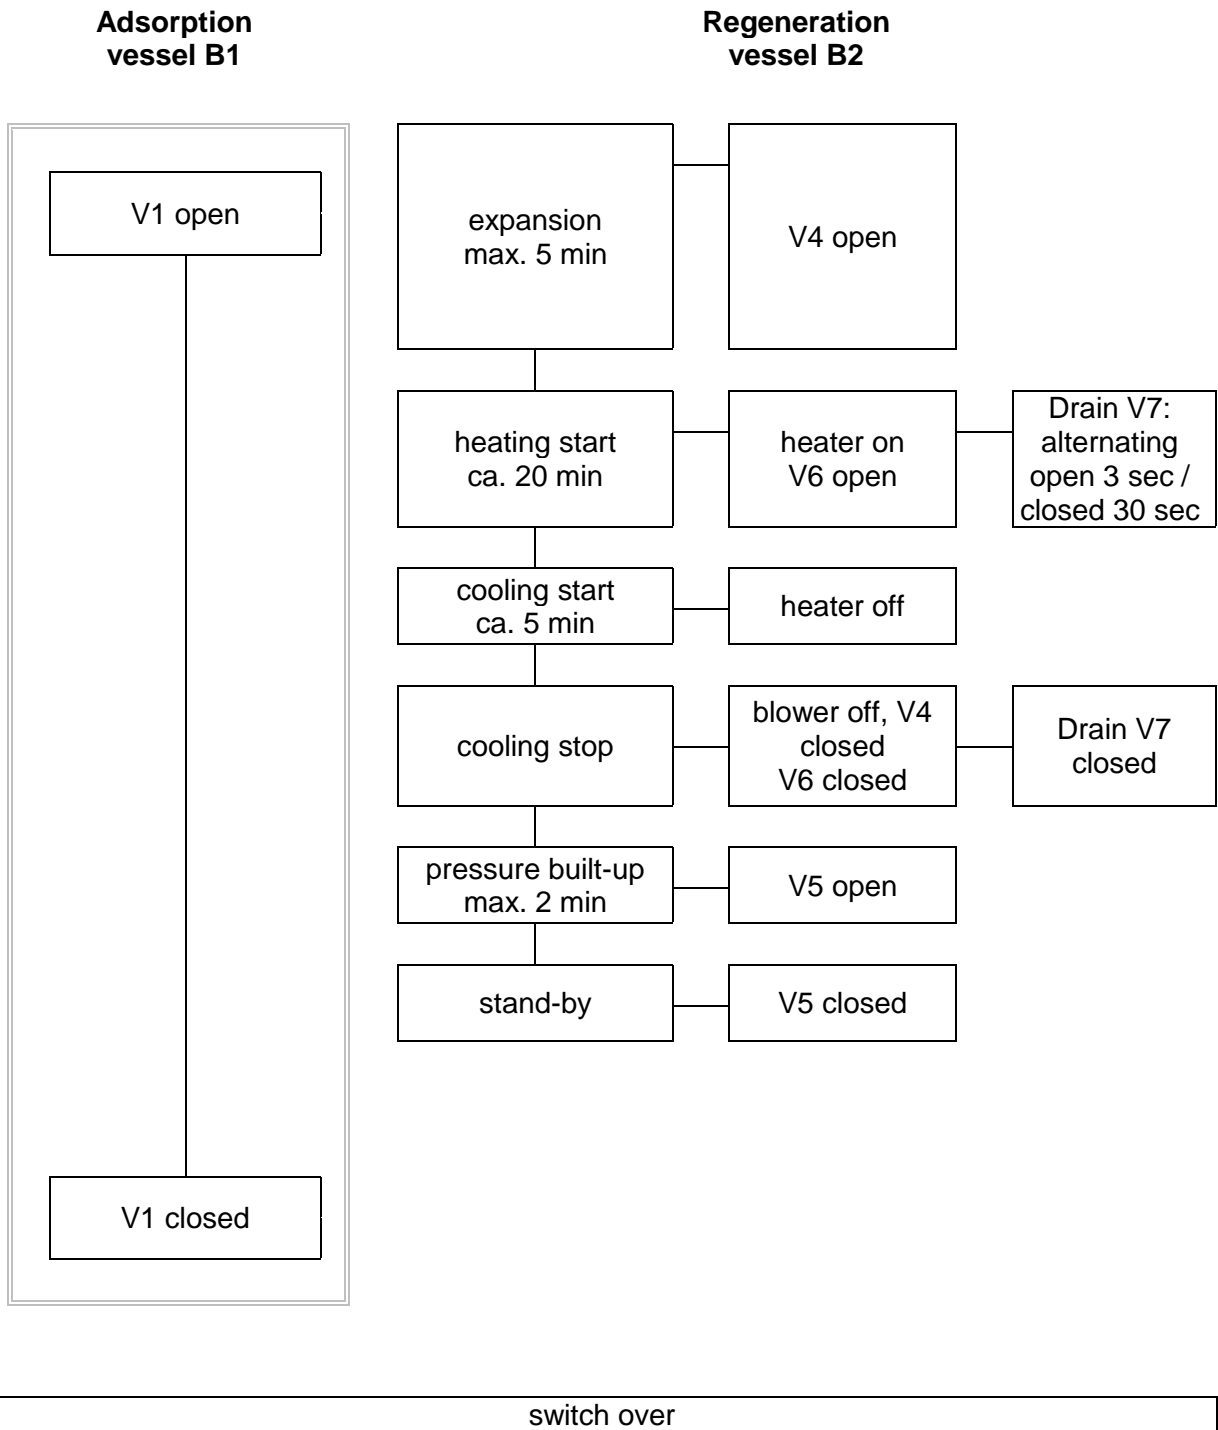 Adsorption
vessel B1
Regeneration
vessel B2
V1 open
expansion
max. 5 min
V4 open
heating start
ca. 20 min
heater on
V6 open
Drain V7:
alternating
open 3 sec /
closed 30 sec
cooling start
ca. 5 min
heater off
cooling stop
blower off, V4
closed
V6 closed
Drain V7
closed
pressure built-up
max. 2 min
V5 open
stand-by
V5 closed
V1 closed
switch over